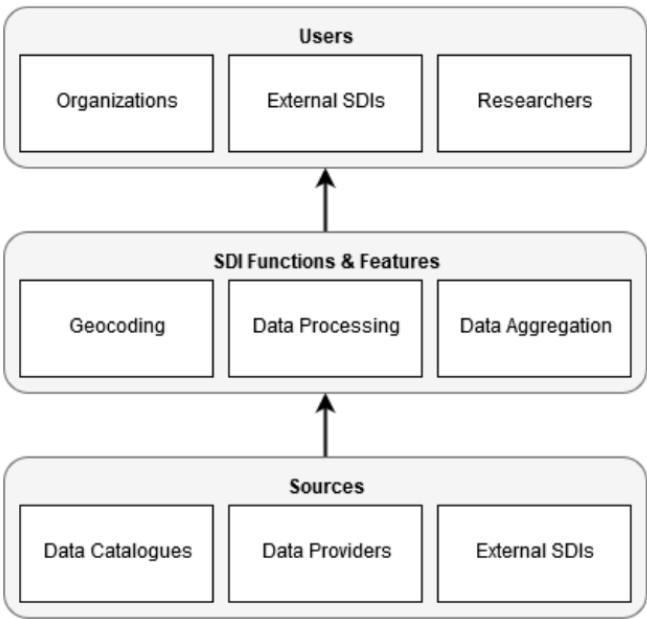 Users
Organizations
External SDIs
Researchers
SDI Functions & Features
Geocoding
Data Processing
Data Aggregation
Sources
Data Catalogues
Data Providers
External SDIs